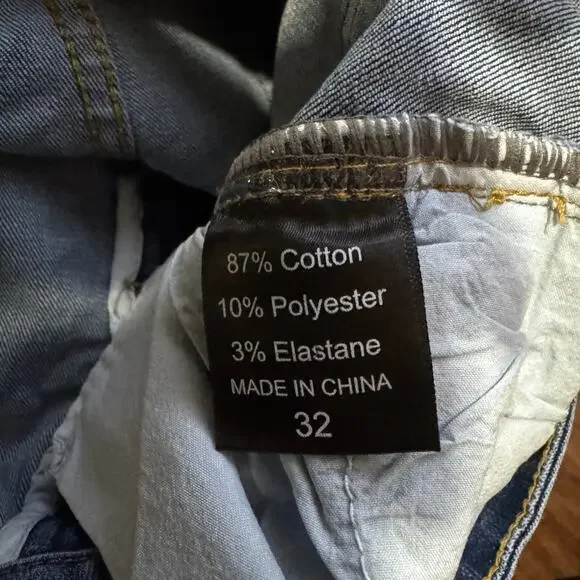 87% Cotton
10% Polyester
3% Elastane
MADE IN CHINA
32